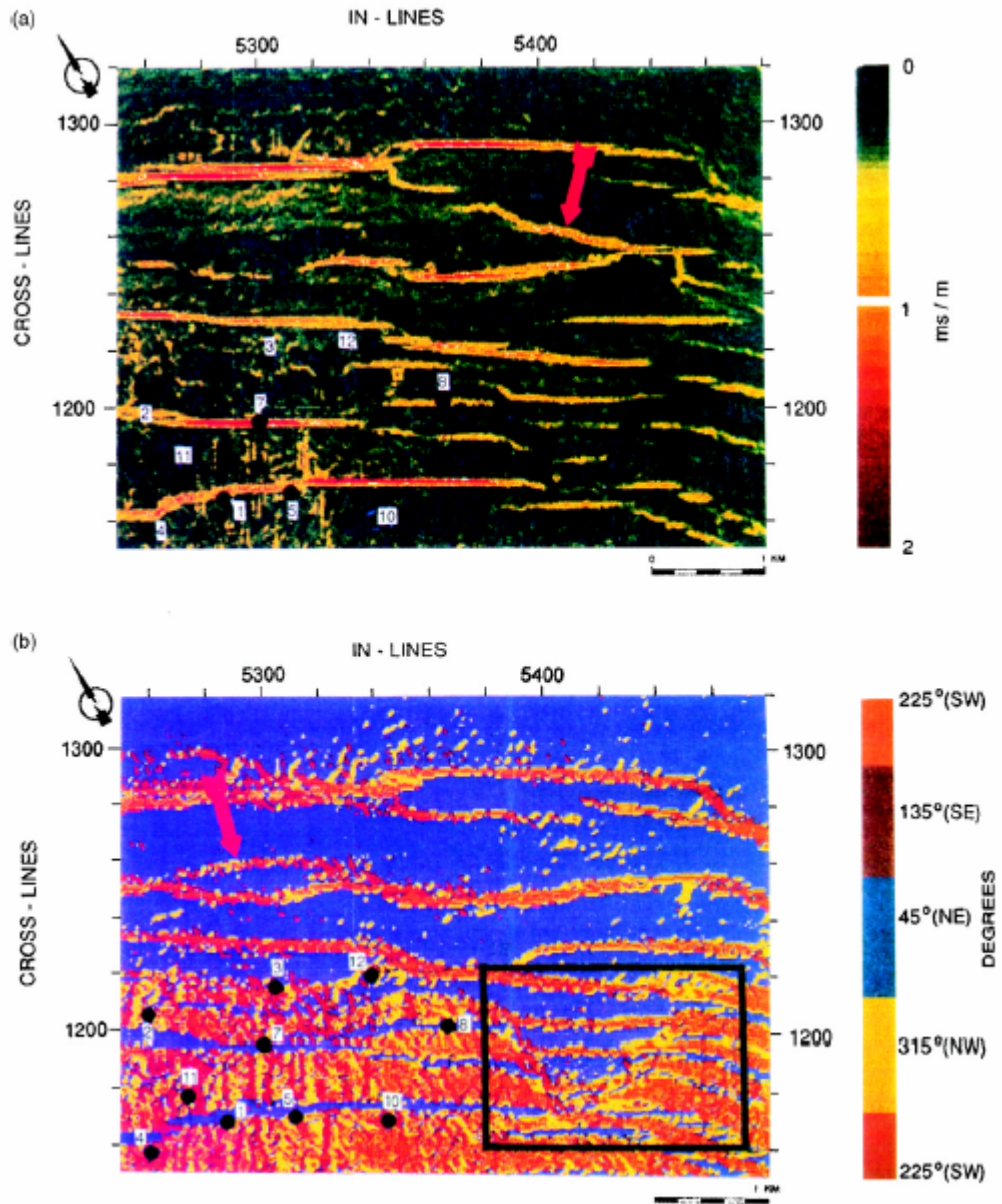 (a)
IN - LINES
5300 5400
1300 1300
CROSS - LINES
1200 1200
3 12
8
2 7
11
1 5 10
4
0
1
2
ms / m
0 1 KM
(b)
IN - LINES
5300 5400
1300 1300
CROSS - LINES
1200 1200
3 12
2 7 8
11
1 5 10
4
225°(SW)
135°(SE)
45°(NE)
315°(NW)
225°(SW)
DEGREES
1 KM